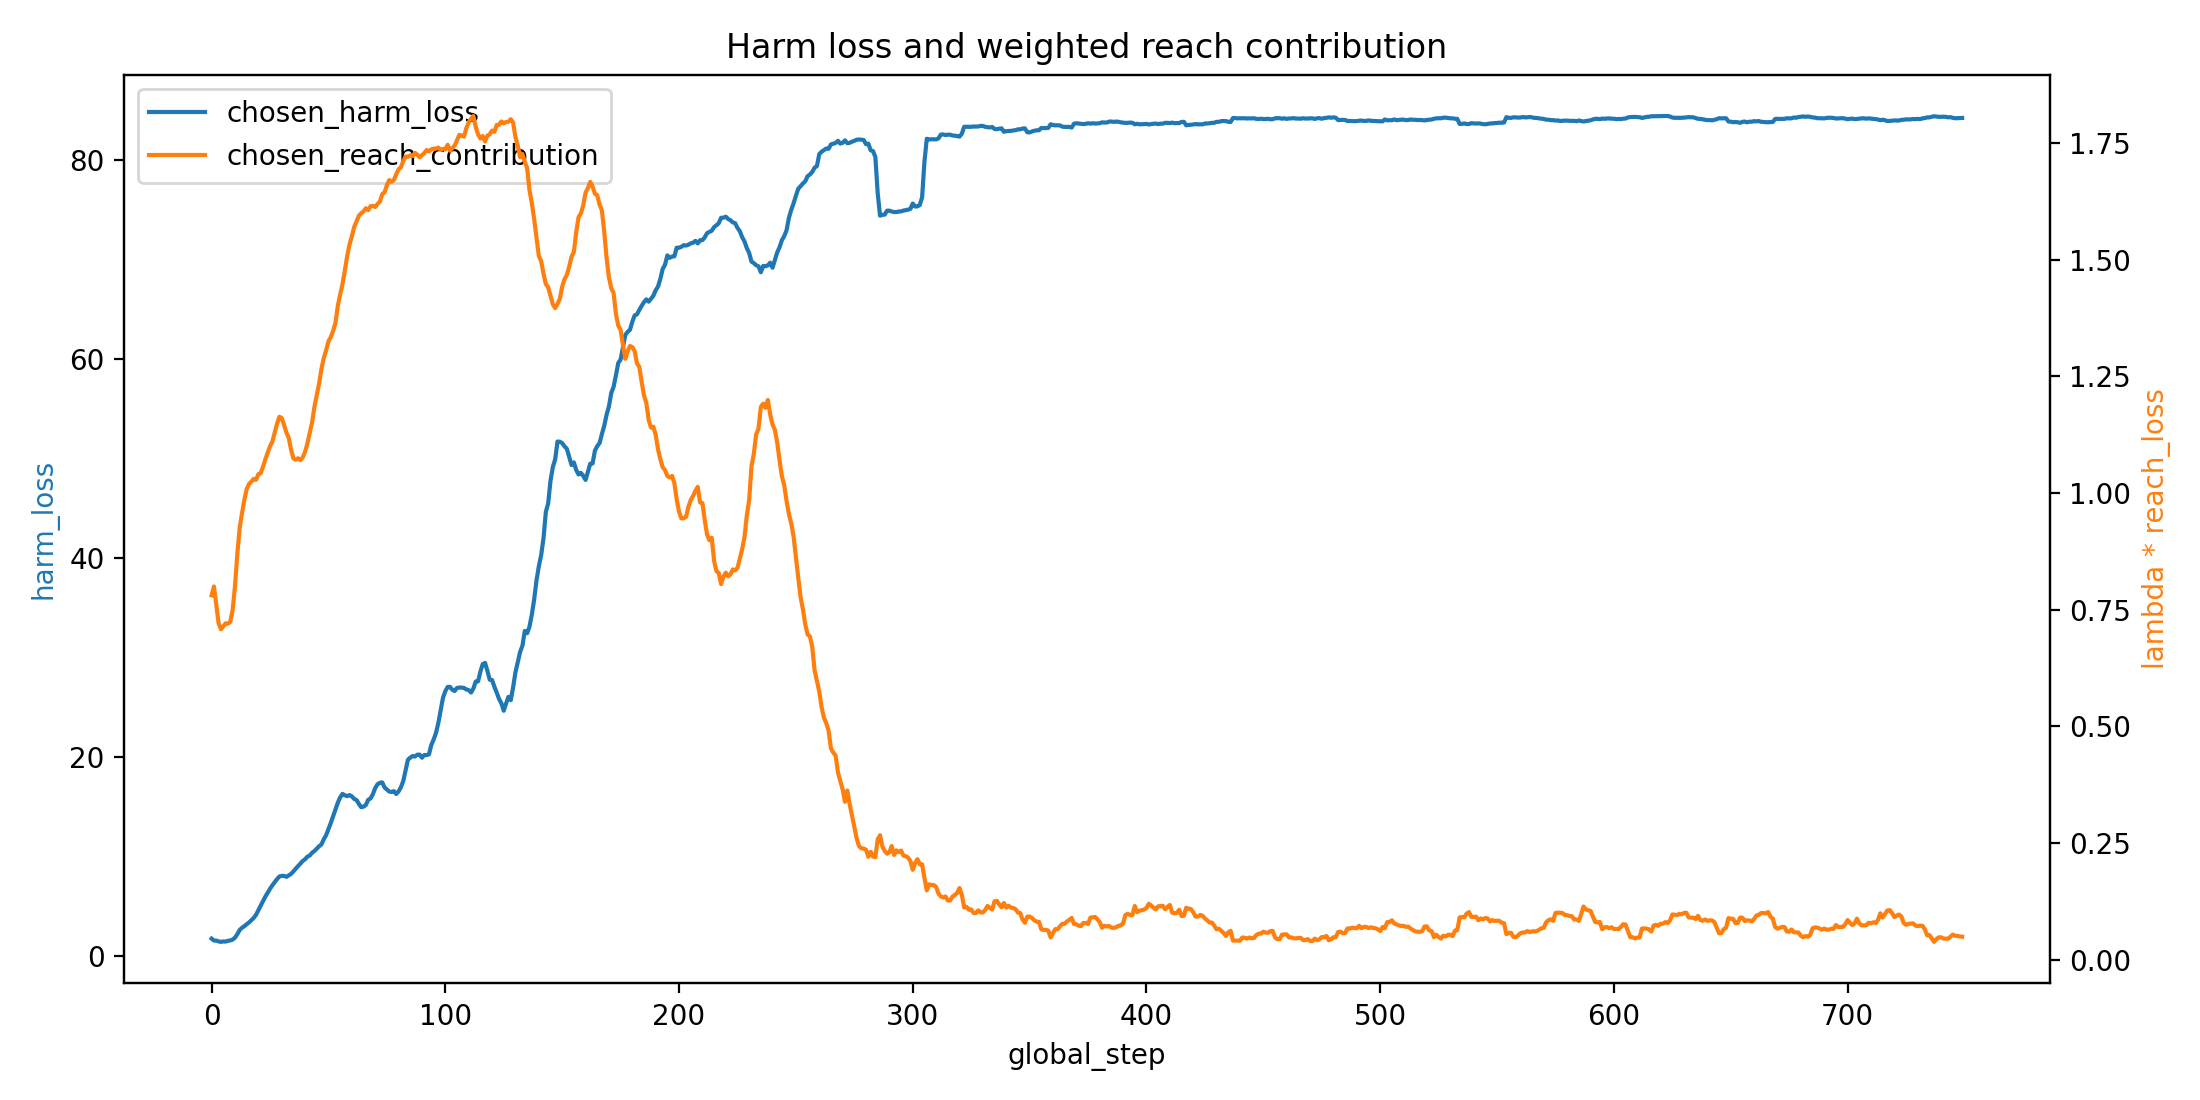 Harm loss and weighted reach contribution
chosen_harm_loss
chosen_reach_contribution
80
60
40
20
0
harm_loss
1.75
1.50
1.25
1.00
0.75
0.50
0.25
0.00
lambda * reach_loss
0 100 200 300 400 500 600 700
global_step